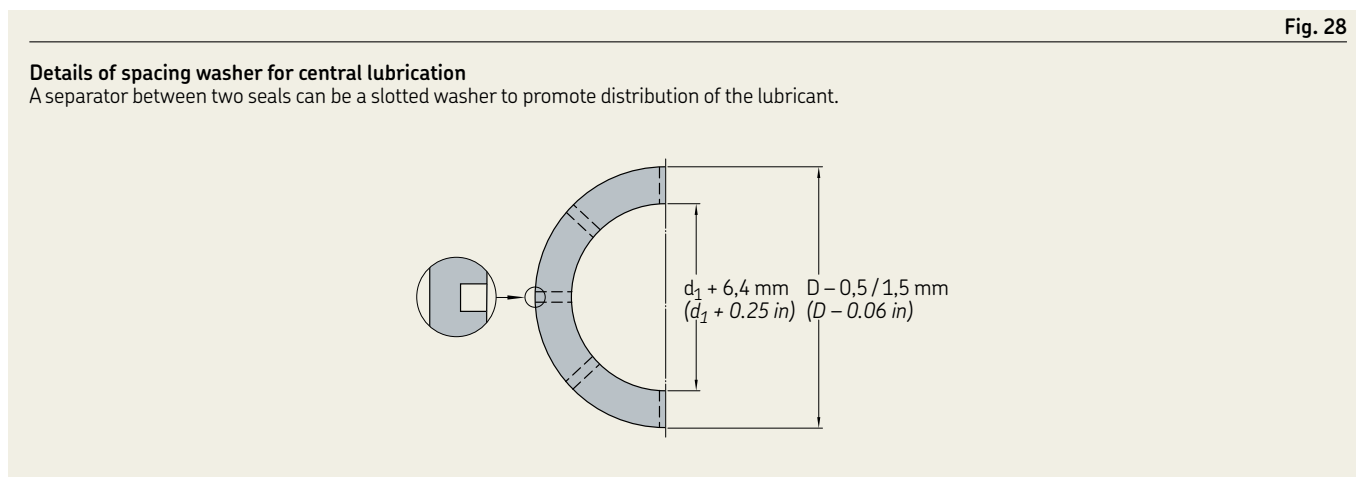 Fig. 28
Details of spacing washer for central lubrication
A separator between two seals can be a slotted washer to promote distribution of the lubricant.
d₁ + 6,4 mm D – 0,5 / 1,5 mm
(d₁ + 0.25 in) (D – 0.06 in)